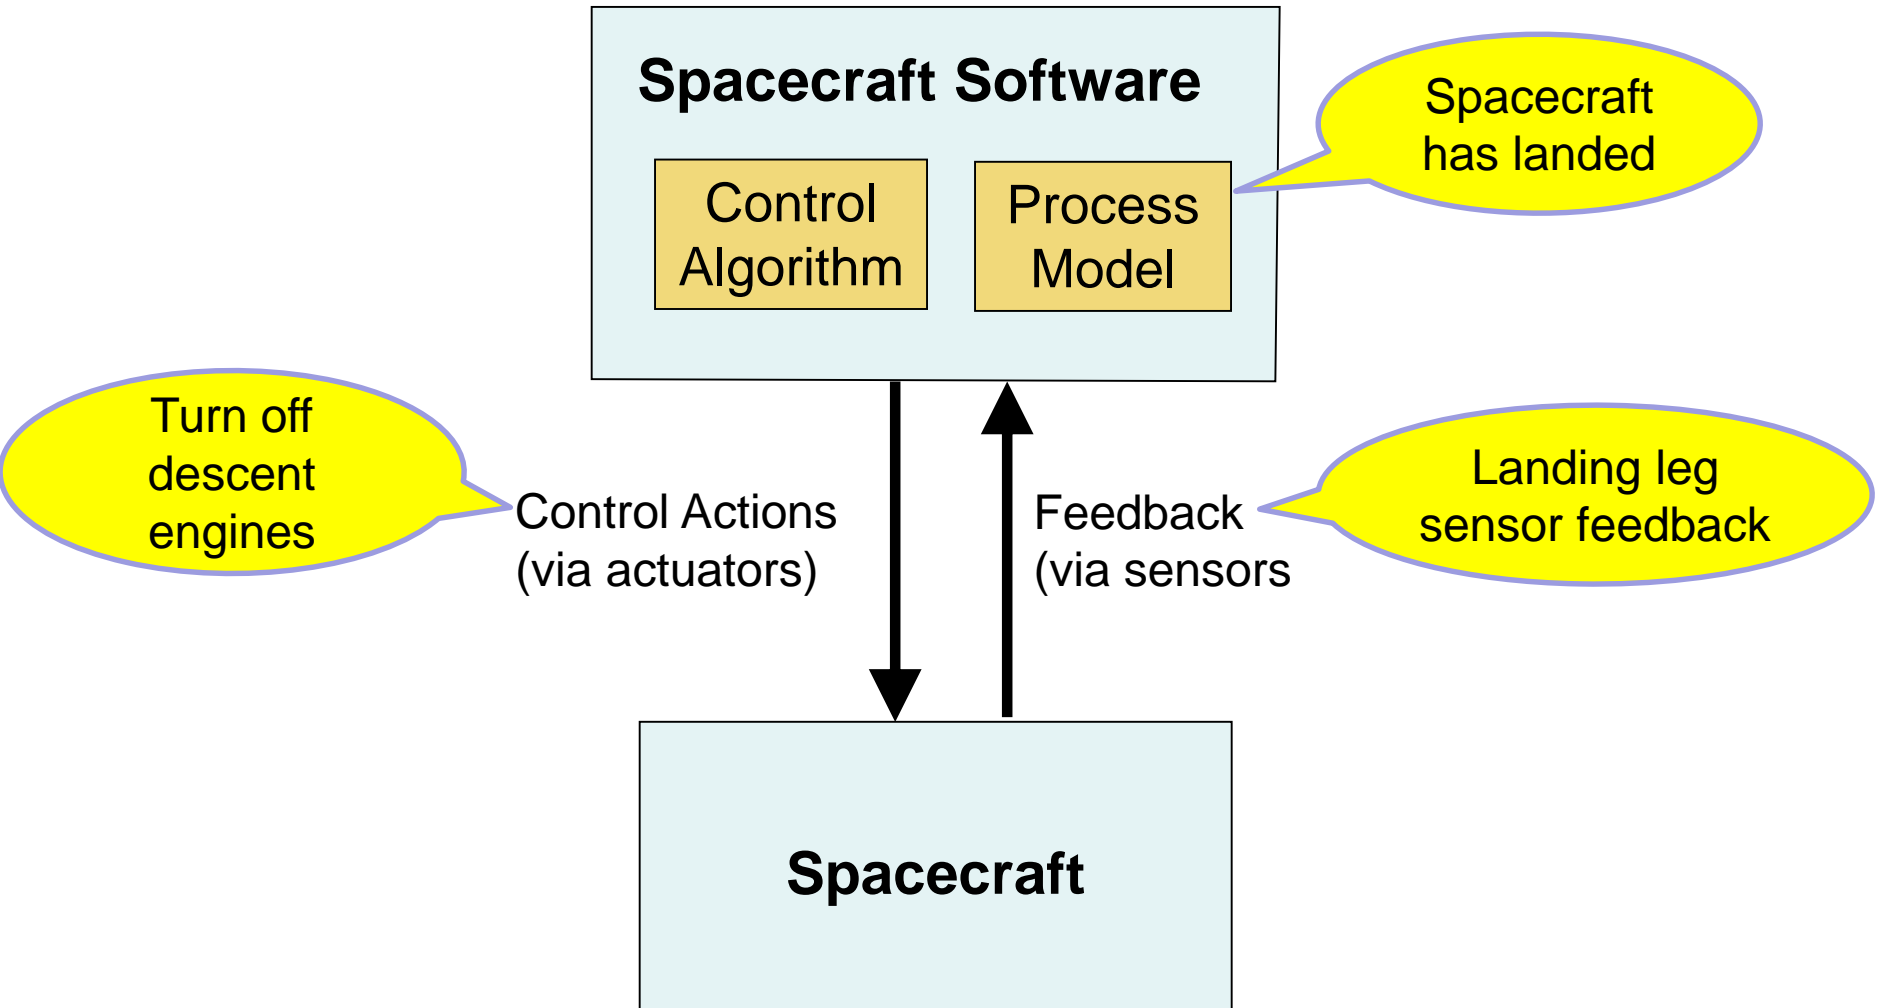 Spacecraft Software
Control
Algorithm
Process
Model
Spacecraft
has landed
Turn off
descent
engines
Control Actions
(via actuators)
Feedback
(via sensors
Landing leg
sensor feedback
Spacecraft